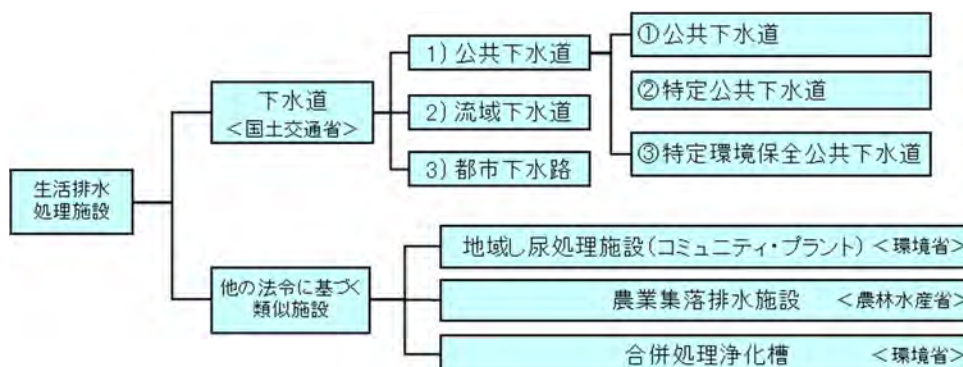 生活排水
処理施設
下水道
<国土交通省>
1) 公共下水道
2) 流域下水道
3) 都市下水路
①公共下水道
②特定公共下水道
③特定環境保全公共下水道
他の法令に基づく
類似施設
地域し尿処理施設(コミュニティ・プラント) <環境省>
農業集落排水施設 <農林水産省>
合併処理浄化槽 <環境省>